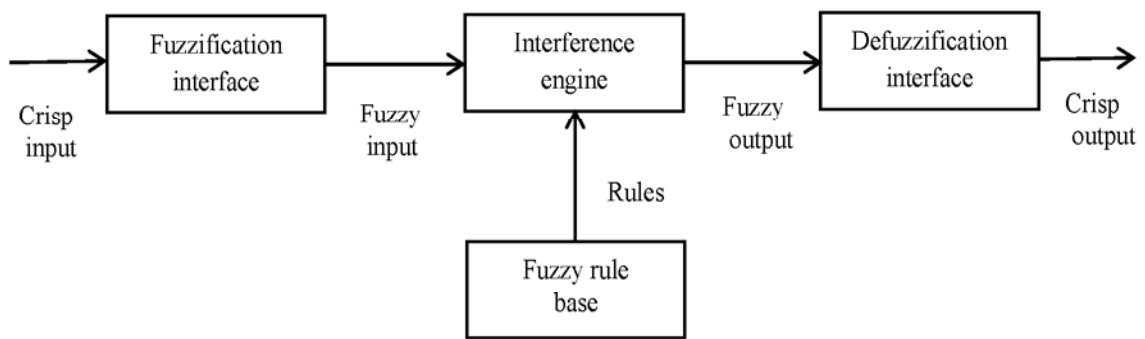 Fuzzification
interface
Interference
engine
Defuzzification
interface
Crisp
input
Fuzzy
input
Fuzzy
output
Crisp
output
Rules
Fuzzy rule
base